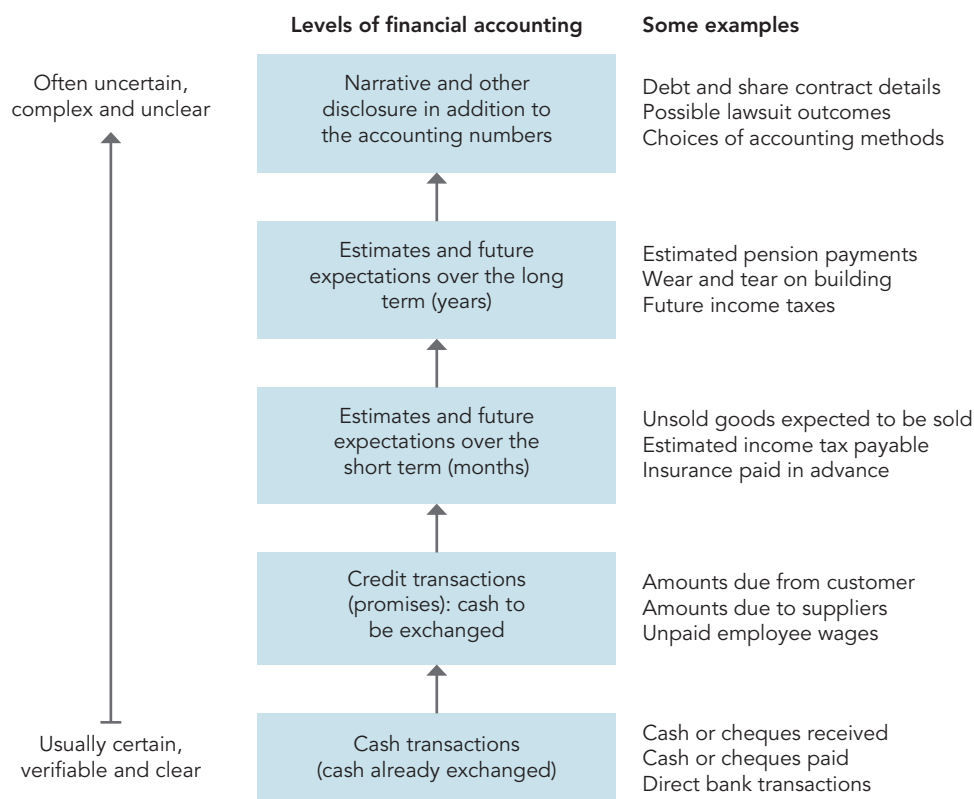 Levels of financial accounting
Some examples
Often uncertain,
complex and unclear
Narrative and other
disclosure in addition to
the accounting numbers
Debt and share contract details
Possible lawsuit outcomes
Choices of accounting methods
Estimates and future
expectations over the long
term (years)
Estimated pension payments
Wear and tear on building
Future income taxes
Estimates and future
expectations over the
short term (months)
Unsold goods expected to be sold
Estimated income tax payable
Insurance paid in advance
Credit transactions
(promises): cash to
be exchanged
Amounts due from customer
Amounts due to suppliers
Unpaid employee wages
Usually certain,
verifiable and clear
Cash transactions
(cash already exchanged)
Cash or cheques received
Cash or cheques paid
Direct bank transactions